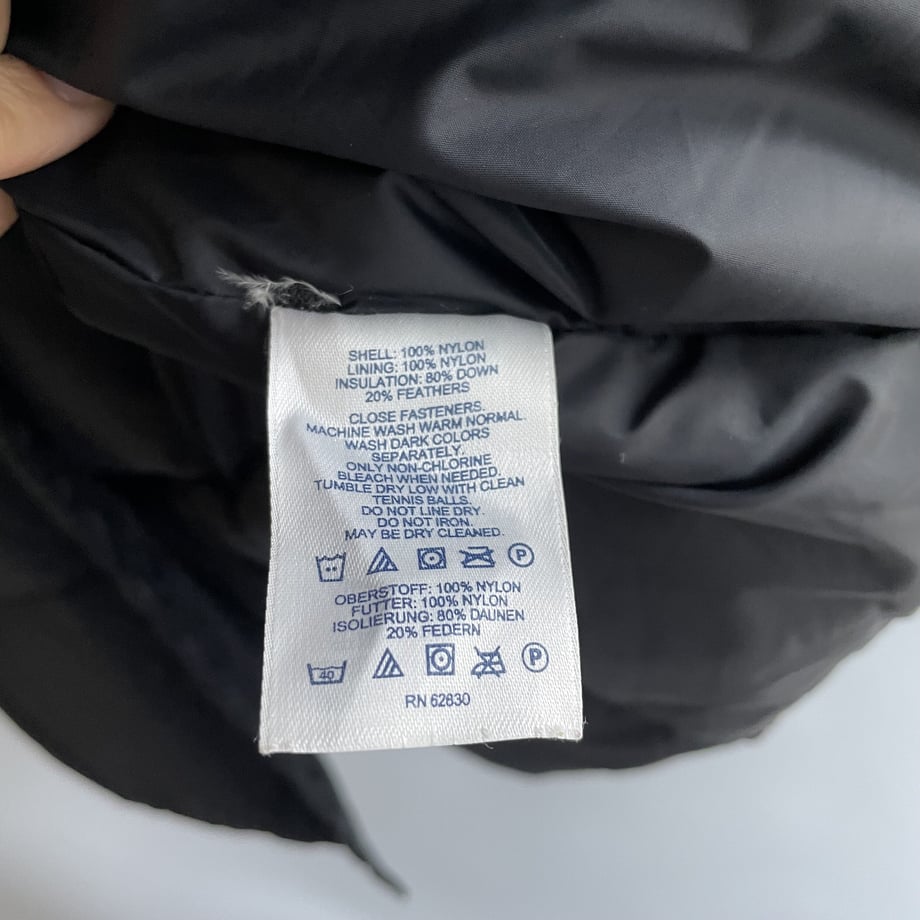 SHELL: 100% NYLON
LINING: 100% NYLON
INSULATION: 80% DOWN
20% FEATHERS
CLOSE FASTENERS.
MACHINE WASH WARM NORMAL.
WASH DARK COLORS
SEPARATELY.
ONLY NON-CHLORINE
BLEACH WHEN NEEDED.
TUMBLE DRY LOW WITH CLEAN
TENNIS BALLS.
DO NOT LINE DRY.
DO NOT IRON.
MAY BE DRY CLEANED.
P
OBERSTOFF: 100% NYLON
FUTTER: 100% NYLON
ISOLIERUNG: 80% DAUNEN
20% FEDERN
40 P
RN 62830